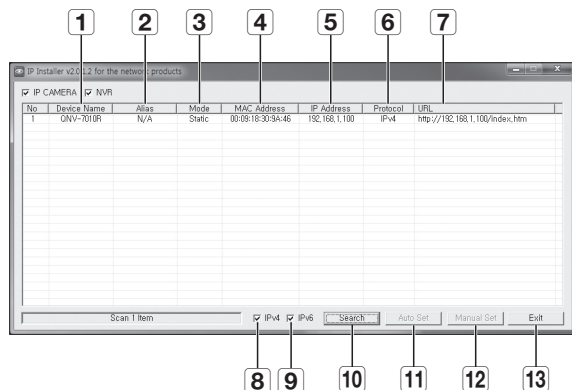 1 2 3 4 5 6 7
IP Installer v2.0.1.2 for the network products
IP CAMERA NVR
No Device Name Alias Mode MAC Address IP Address Protocol URL
1 QNV-7010R N/A Static 00:09:18:30:9A:46 192,168,1,100 IPv4 http://192,168,1,100/index,htm
Scan 1 Item IPv4 IPv6 Search Auto Set Manual Set Exit
8 9 10 11 12 13